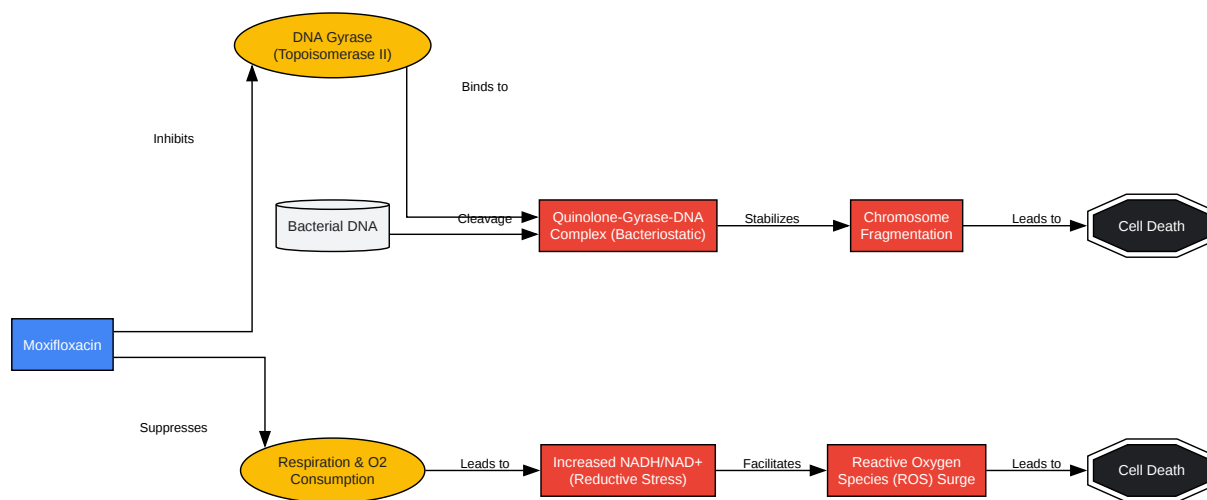 DNA Gyrase
(Topoisomerase II)
Binds to
Inhibits
Bacterial DNA
Cleavage
Quinolone-Gyrase-DNA
Complex (Bacteriostatic)
Stabilizes
Chromosome
Fragmentation
Leads to
Cell Death
Moxifloxacin
Suppresses
Respiration & O2
Consumption
Leads to
Increased NADH/NAD+
(Reductive Stress)
Facilitates
Reactive Oxygen
Species (ROS) Surge
Leads to
Cell Death